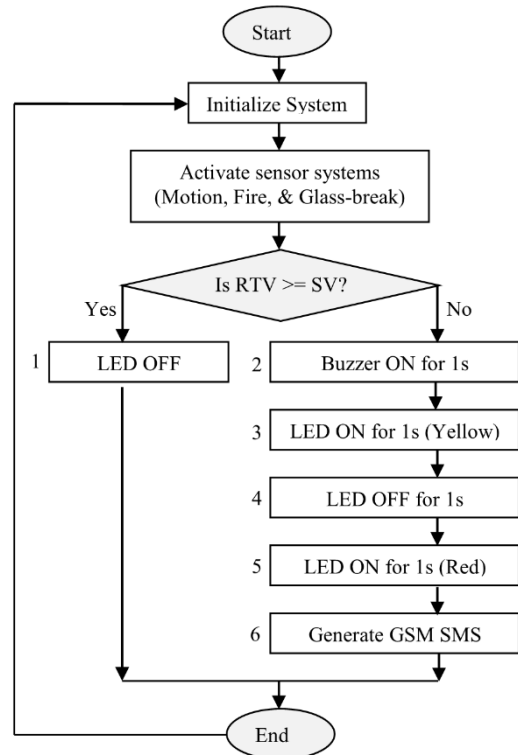 Start
Initialize System
Activate sensor systems
(Motion, Fire, & Glass-break)
Is RTV >= SV?
Yes
No
1 LED OFF
2 Buzzer ON for 1s
3 LED ON for 1s (Yellow)
4 LED OFF for 1s
5 LED ON for 1s (Red)
6 Generate GSM SMS
End